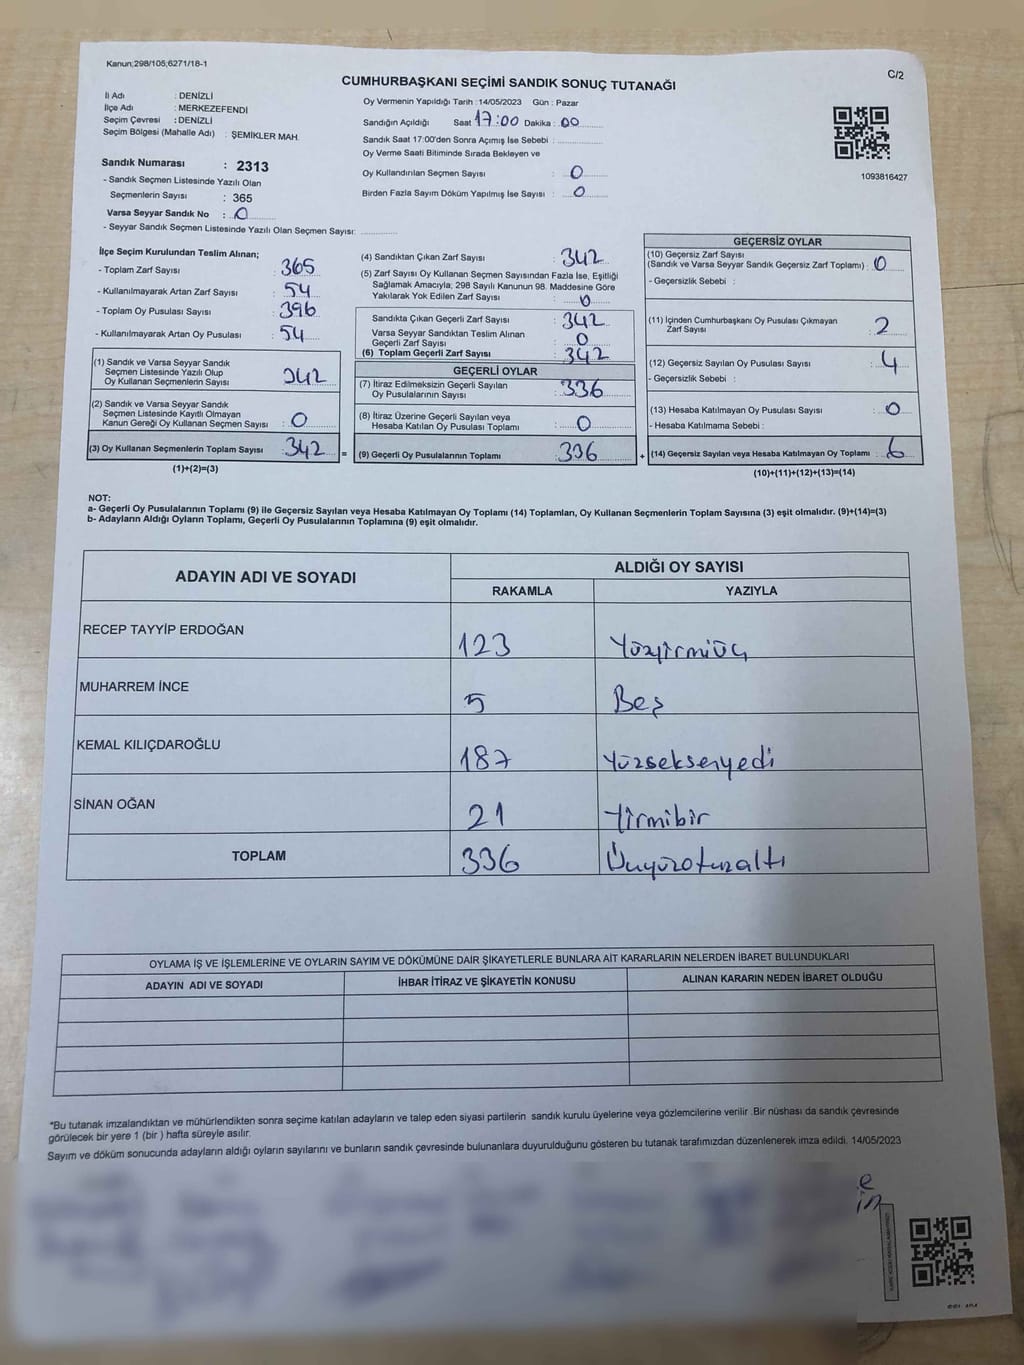 Kanun;298/105;6271/18-1
C/2
CUMHURBAŞKANI SEÇİMİ SANDIK SONUÇ TUTANAĞI
İli Adı : DENİZLİ
İlçe Adı : MERKEZEFENDİ
Seçim Çevresi : DENİZLİ
Seçim Bölgesi (Mahalle Adı) : ŞEMİKLER MAH.
Sandık Numarası : 2313
- Sandık Seçmen Listesinde Yazılı Olan
Seçmenlerin Sayısı : 365
Varsa Seyyar Sandık No : 0
- Seyyar Sandık Seçmen Listesinde Yazılı Olan Seçmen Sayısı:
Oy Vermenin Yapıldığı Tarih :14/05/2023 Gün : Pazar
Sandığın Açıldığı Saat 17:00 Dakika : 00
Sandık Saat 17:00'den Sonra Açımış İse Sebebi :
Oy Verme Saati Bitiminde Sırada Bekleyen ve
Oy Kullandırılan Seçmen Sayısı : 0
Birden Fazla Sayım Döküm Yapılmış İse Sayısı : 0
1093816427
İlçe Seçim Kurulundan Teslim Alınan;
- Toplam Zarf Sayısı : 365
- Kullanılmayarak Artan Zarf Sayısı : 54
- Toplam Oy Pusulası Sayısı : 396
- Kullanılmayarak Artan Oy Pusulası : 54
(1) Sandık ve Varsa Seyyar Sandık
Seçmen Listesinde Yazılı Olup
Oy Kullanan Seçmenlerin Sayısı : 342
(2) Sandık ve Varsa Seyyar Sandık
Seçmen Listesinde Kayıtlı Olmayan
Kanun Gereği Oy Kullanan Seçmen Sayısı : 0
(3) Oy Kullanan Seçmenlerin Toplam Sayısı : 342 =
(1)+(2)=(3)
(4) Sandıktan Çıkan Zarf Sayısı : 342
(5) Zarf Sayısı Oy Kullanan Seçmen Sayısından Fazla İse, Eşitliği
Sağlamak Amacıyla, 298 Sayılı Kanunun 98. Maddesine Göre
Yakılarak Yok Edilen Zarf Sayısı : 0
Sandıkta Çıkan Geçerli Zarf Sayısı : 342
Varsa Seyyar Sandıktan Teslim Alınan
Geçerli Zarf Sayısı : 0
(6) Toplam Geçerli Zarf Sayısı : 342
GEÇERLİ OYLAR
(7) İtiraz Edilmeksizin Geçerli Sayılan
Oy Pusulalarının Sayısı : 336
(8) İtiraz Üzerine Geçerli Sayılan veya
Hesaba Katılan Oy Pusulası Toplamı : 0
(9) Geçerli Oy Pusulalarının Toplamı : 336 +
GEÇERSİZ OYLAR
(10) Geçersiz Zarf Sayısı
(Sandık ve Varsa Seyyar Sandık Geçersiz Zarf Toplamı) : 0
- Geçersizlik Sebebi :
(11) İçinden Cumhurbaşkanı Oy Pusulası Çıkmayan
Zarf Sayısı : 2
(12) Geçersiz Sayılan Oy Pusulası Sayısı : 4
- Geçersizlik Sebebi :
(13) Hesaba Katılmayan Oy Pusulası Sayısı : 0
- Hesaba Katılmama Sebebi :
(14) Geçersiz Sayılan veya Hesaba Katılmayan Oy Toplamı : 6
(10)+(11)+(12)+(13)=(14)
NOT:
a- Geçerli Oy Pusulalarının Toplamı (9) ile Geçersiz Sayılan veya Hesaba Katılmayan Oy Toplamı (14) Toplamları, Oy Kullanan Seçmenlerin Toplam Sayısına (3) eşit olmalıdır. (9)+(14)=(3)
b- Adayların Aldığı Oyların Toplamı, Geçerli Oy Pusulalarının Toplamına (9) eşit olmalıdır.
ADAYIN ADI VE SOYADI
ALDIĞI OY SAYISI
RAKAMLA YAZIYLA
RECEP TAYYİP ERDOĞAN 123 Yüzyirmiüç
MUHARREM İNCE 5 Beş
KEMAL KILIÇDAROĞLU 187 Yüzseksenyedi
SİNAN OĞAN 21 Yirmibir
TOPLAM 336 Üçyüzotuzaltı
OYLAMA İŞ VE İŞLEMLERİNE VE OYLARIN SAYIM VE DÖKÜMÜNE DAİR ŞİKAYETLERLE BUNLARA AİT KARARLARIN NELERDEN İBARET BULUNDUKLARI
ADAYIN ADI VE SOYADI İHBAR İTİRAZ VE ŞİKAYETİN KONUSU ALINAN KARARIN NEDEN İBARET OLDUĞU
*Bu tutanak imzalandıktan ve mühürlendikten sonra seçime katılan adayların ve talep eden siyasi partilerin sandık kurulu üyelerine veya gözlemcilerine verilir .Bir nüshası da sandık çevresinde
görülecek bir yere 1 (bir ) hafta süreyle asılır.
Sayım ve döküm sonucunda adayların aldığı oyların sayılarını ve bunların sandık çevresinde bulunanlara duyurulduğunu gösteren bu tutanak tarafımızdan düzenlenerek imza edildi. 14/05/2023